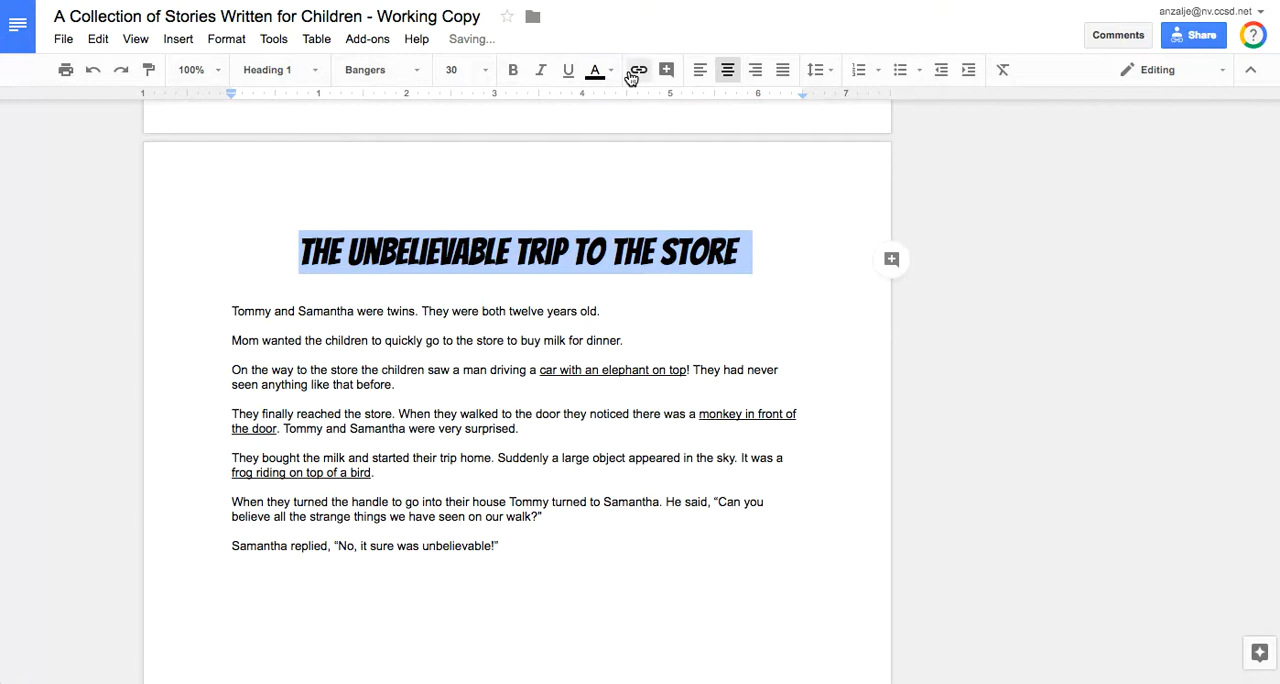 A Collection of Stories Written for Children - Working Copy
anzalje@nv.ccsd.net
File Edit View Insert Format Tools Table Add-ons Help Saving...
Comments Share ?
100% Heading 1 Bangers 30 B I U A Editing
1 1 2 3 4 5 6 7
THE UNBELIEVABLE TRIP TO THE STORE
Tommy and Samantha were twins. They were both twelve years old.
Mom wanted the children to quickly go to the store to buy milk for dinner.
On the way to the store the children saw a man driving a car with an elephant on top! They had never
seen anything like that before.
They finally reached the store. When they walked to the door they noticed there was a monkey in front of
the door. Tommy and Samantha were very surprised.
They bought the milk and started their trip home. Suddenly a large object appeared in the sky. It was a
frog riding on top of a bird.
When they turned the handle to go into their house Tommy turned to Samantha. He said, “Can you
believe all the strange things we have seen on our walk?”
Samantha replied, “No, it sure was unbelievable!”